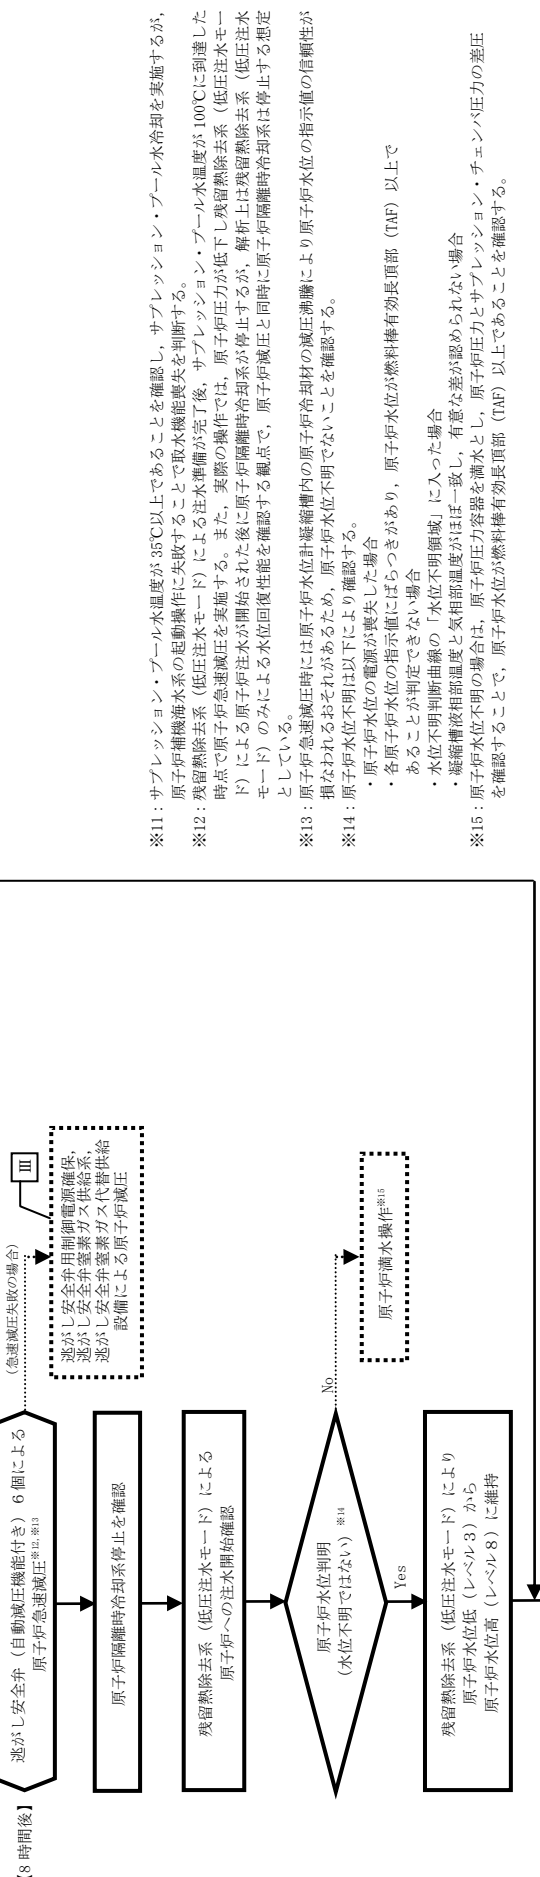 【8 時間後】
逃がし安全弁（自動減圧機能付き）6 個による
原子炉急速減圧※12，※13
（急速減圧失敗の場合）
Ⅲ
逃がし安全弁用制御電源確保，
逃がし安全弁窒素ガス供給系，
逃がし安全弁窒素ガス代替供給
設備による原子炉減圧
原子炉隔離時冷却系停止を確認
残留熱除去系（低圧注水モード）による
原子炉への注水開始確認
原子炉水位判明
（水位不明ではない）※14
No
原子炉満水操作※15
Yes
残留熱除去系（低圧注水モード）により
原子炉水位低（レベル３）から
原子炉水位高（レベル８）に維持
※11：サプレッション・プール水温度が 35℃以上であることを確認し，サプレッション・プール水冷却を実施するが，
原子炉補機海水系の起動操作に失敗することで取水機能喪失を判断する。
※12：残留熱除去系（低圧注水モード）による注水準備が完了後，サプレッション・プール水温度が 100℃に到達した
時点で原子炉急速減圧を実施する。また，実際の操作では，原子炉圧力が低下し残留熱除去系（低圧注水モー
ド）による原子炉注水が開始された後に原子炉隔離時冷却系が停止するが，解析上は残留熱除去系（低圧注水
モード）のみによる水位回復性能を確認する観点で，原子炉減圧と同時に原子炉隔離時冷却系は停止する想定
としている。
※13：原子炉急速減圧時には原子炉水位計凝縮槽内の原子炉冷却材の減圧沸騰により原子炉水位の指示値の信頼性が
損なわれるおそれがあるため，原子炉水位不明でないことを確認する。
※14：原子炉水位不明は以下により確認する。
・原子炉水位の電源が喪失した場合
・各原子炉水位の指示値にばらつきがあり，原子炉水位が燃料棒有効長頂部（TAF）以上で
あることが判定できない場合
・水位不明判断曲線の「水位不明領域」に入った場合
・凝縮槽液相部温度と気相部温度がほぼ一致し，有意な差が認められない場合
※15：原子炉水位不明の場合は，原子炉圧力容器を満水とし，原子炉圧力とサプレッション・チェンバ圧力の差圧
を確認することで，原子炉水位が燃料棒有効長頂部（TAF）以上であることを確認する。